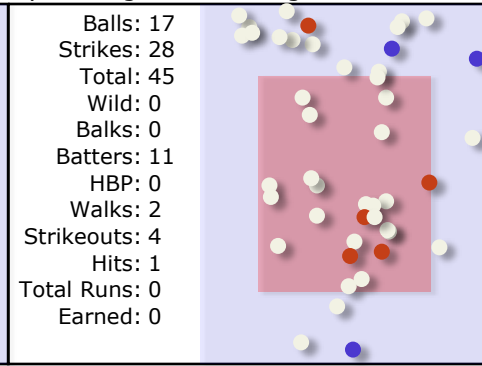 Balls: 17
Strikes: 28
Total: 45
Wild: 0
Balks: 0
Batters: 11
HBP: 0
Walks: 2
Strikeouts: 4
Hits: 1
Total Runs: 0
Earned: 0